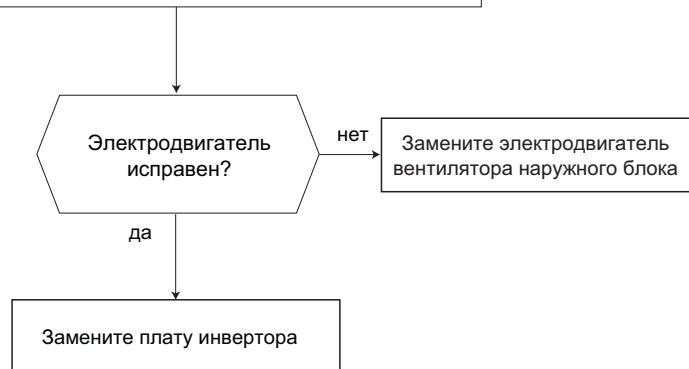 Электродвигатель
исправен?
нет
Замените электродвигатель
вентилятора наружного блока
да
Замените плату инвертора